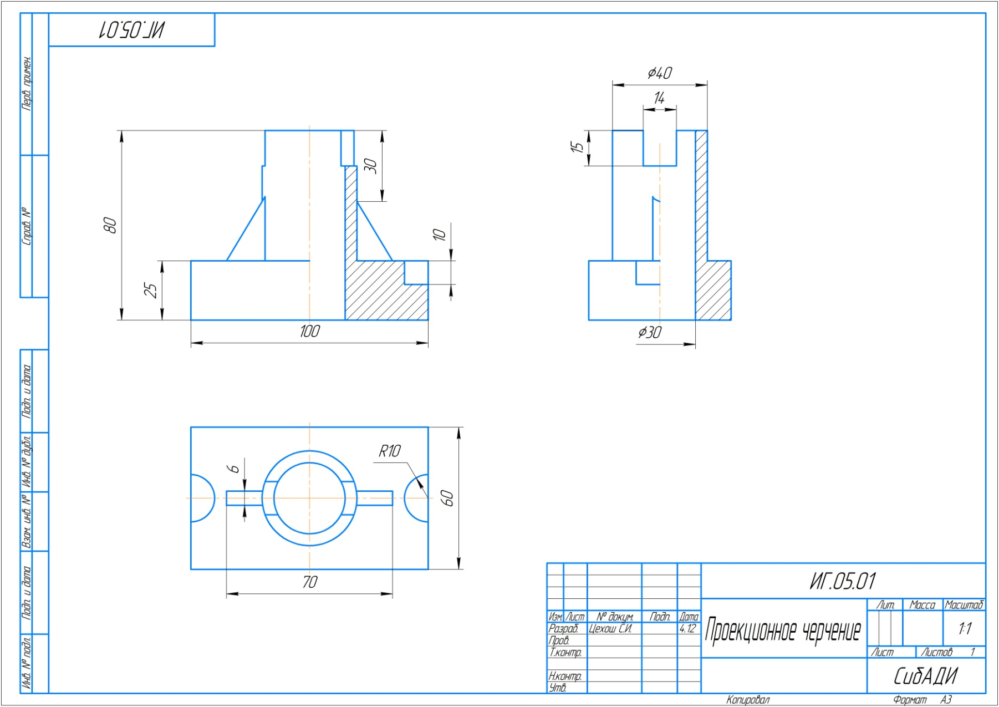 ИГ.05.01
Перв. примен.
Справ. №
Подп. и дата
Инв. № дубл.
Взам. инв. №
Подп. и дата
Инв. № подл.
80
25
30
10
100
⌀40
14
15
⌀30
6
R10
60
70
ИГ.05.01
Изм. Лист № докум. Подп. Дата
Разраб. Цехош С.И. 4.12
Пров.
Т.контр.
Н.контр.
Утв.
Проекционное черчение
Лит. Масса Масштаб
1:1
Лист Листов 1
СибАДИ
Копировал Формат А3